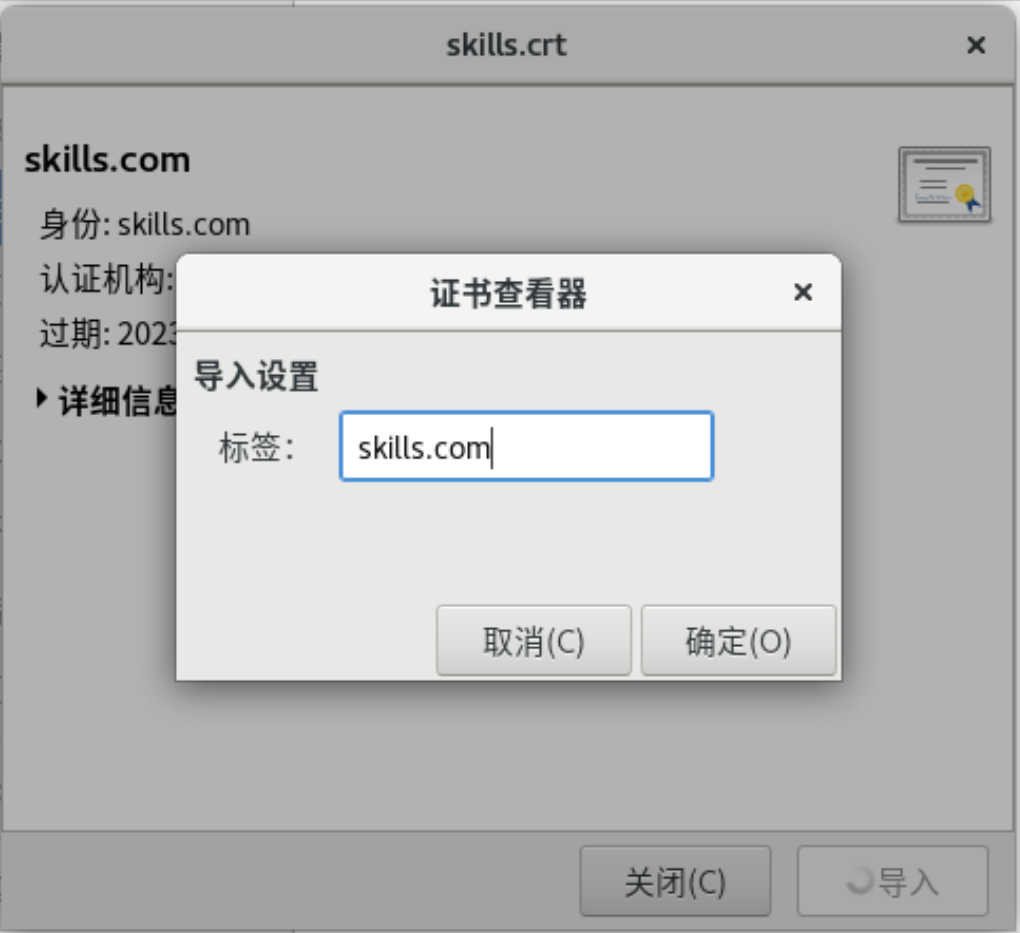 skills.crt
skills.com
身份: skills.com
认证机构:
过期: 2023
详细信息
证书查看器
导入设置
标签：
skills.com
取消(C)
确定(O)
关闭(C)
导入